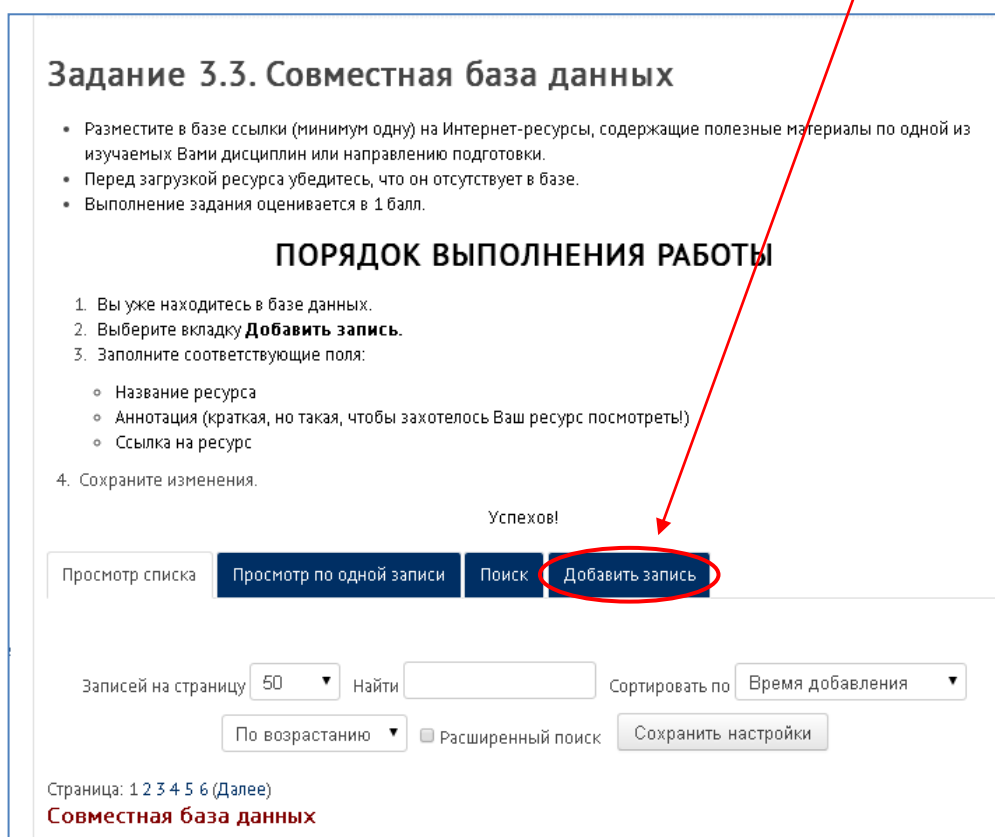 Задание 3.3. Совместная база данных
• Разместите в базе ссылки (минимум одну) на Интернет-ресурсы, содержащие полезные материалы по одной из
изучаемых Вами дисциплин или направлению подготовки.
• Перед загрузкой ресурса убедитесь, что он отсутствует в базе.
• Выполнение задания оценивается в 1 балл.
ПОРЯДОК ВЫПОЛНЕНИЯ РАБОТЫ
1. Вы уже находитесь в базе данных.
2. Выберите вкладку Добавить запись.
3. Заполните соответствующие поля:
◦ Название ресурса
◦ Аннотация (краткая, но такая, чтобы захотелось Ваш ресурс посмотреть!)
◦ Ссылка на ресурс
4. Сохраните изменения.
Успехов!
Просмотр списка Просмотр по одной записи Поиск Добавить запись
Записей на страницу 50 Найти Сортировать по Время добавления
По возрастанию Расширенный поиск Сохранить настройки
Страница: 1 2 3 4 5 6 (Далее)
Совместная база данных